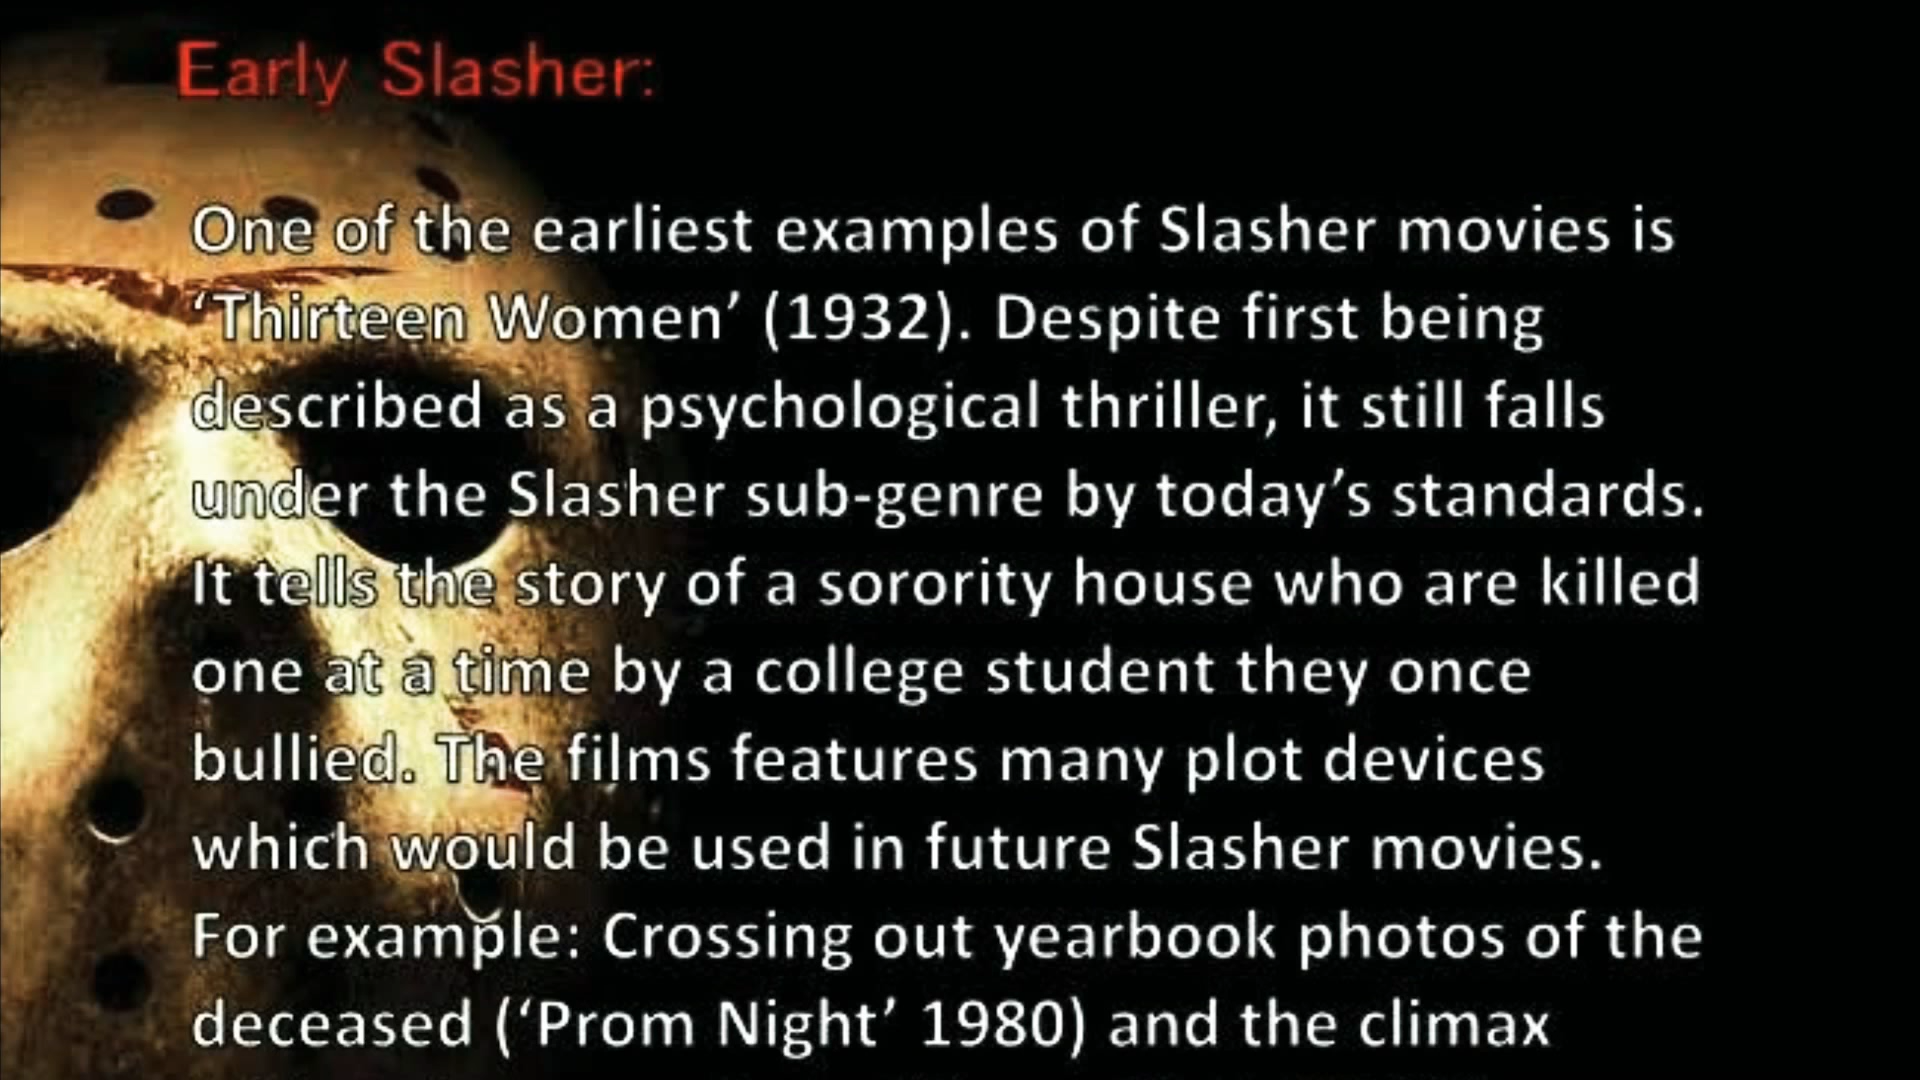 Early Slasher:
One of the earliest examples of Slasher movies is
‘Thirteen Women’ (1932). Despite first being
described as a psychological thriller, it still falls
under the Slasher sub-genre by today’s standards.
It tells the story of a sorority house who are killed
one at a time by a college student they once
bullied. The films features many plot devices
which would be used in future Slasher movies.
For example: Crossing out yearbook photos of the
deceased (‘Prom Night’ 1980) and the climax